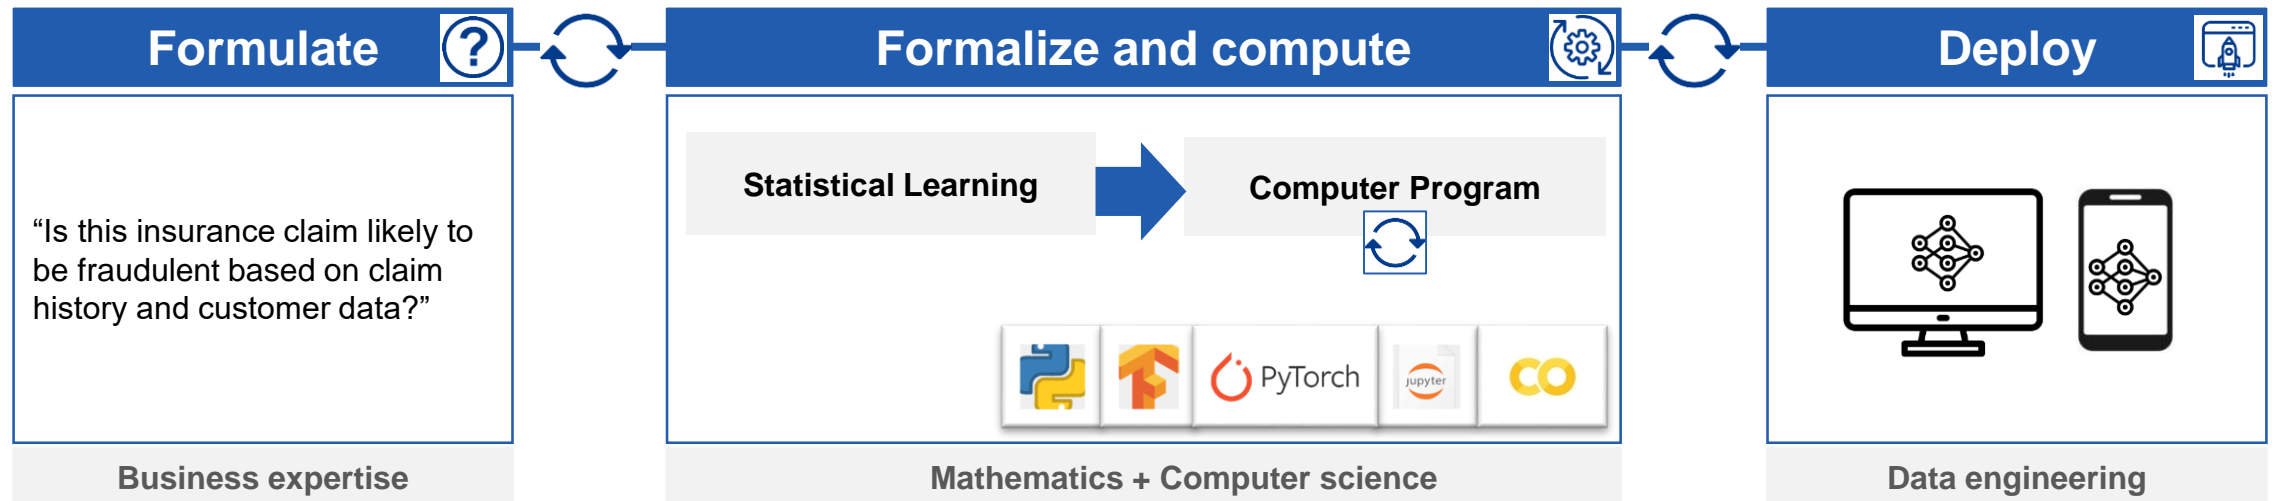 Formulate
?
Formalize and compute
Deploy
“Is this insurance claim likely to
be fraudulent based on claim
history and customer data?”
Statistical Learning
Computer Program
PyTorch
jupyter
CO
Business expertise
Mathematics + Computer science
Data engineering